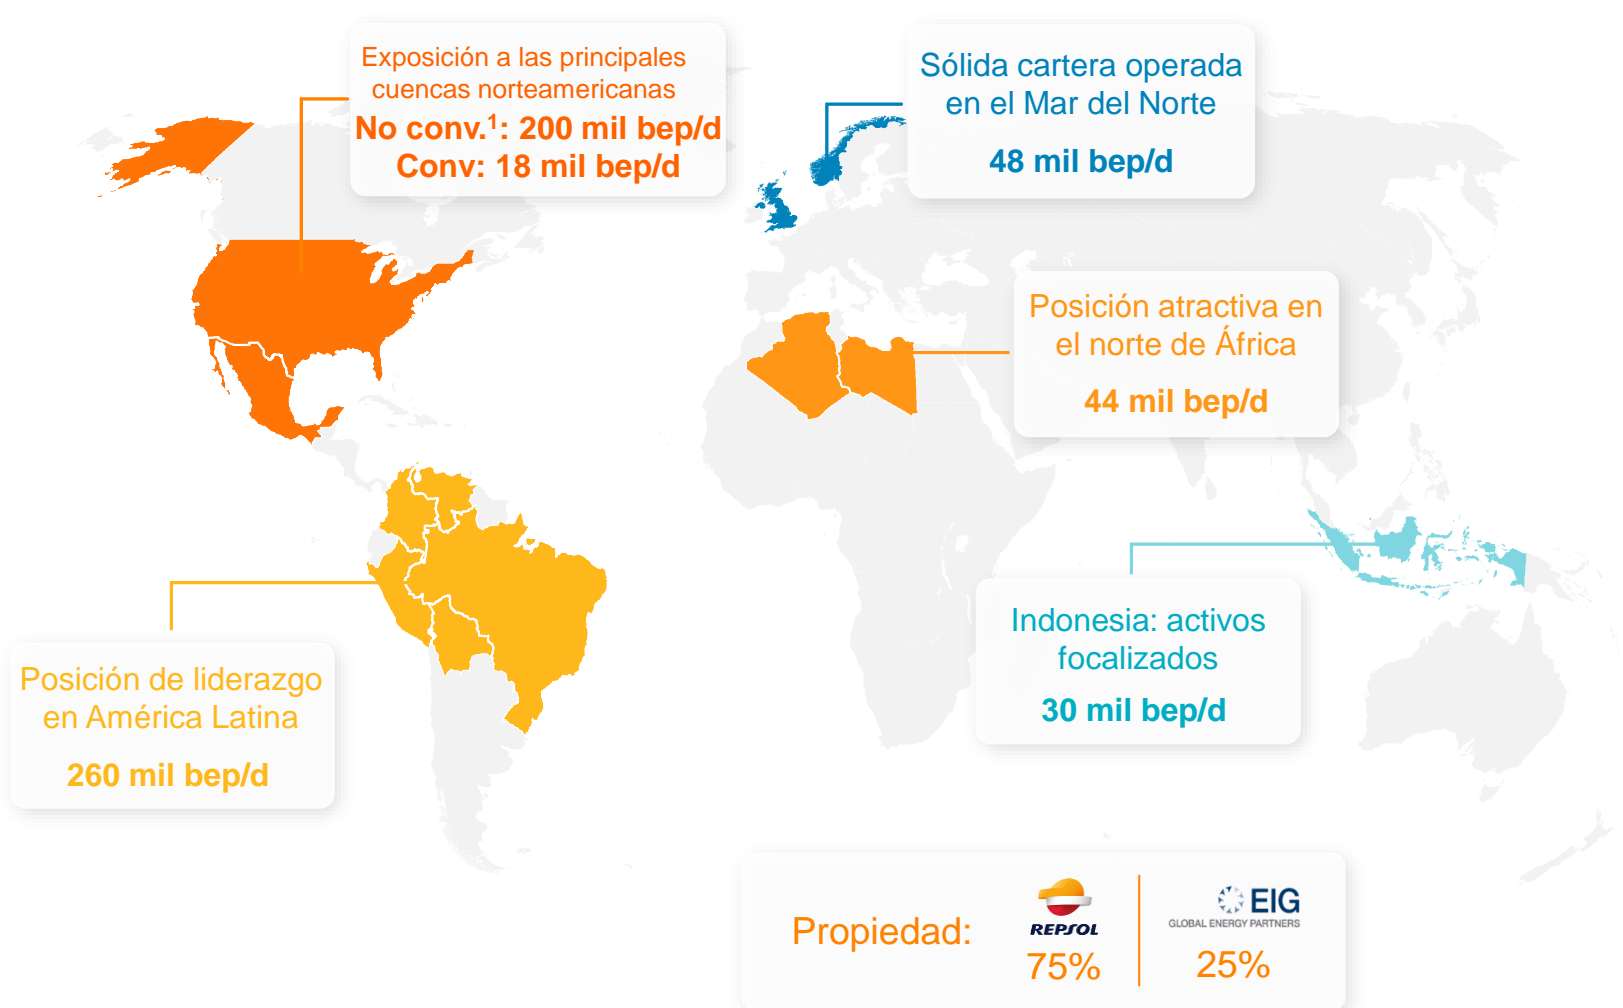 Exposición a las principales
cuencas norteamericanas
No conv.¹: 200 mil bep/d
Conv: 18 mil bep/d
Sólida cartera operada
en el Mar del Norte
48 mil bep/d
Posición atractiva en
el norte de África
44 mil bep/d
Indonesia: activos
focalizados
30 mil bep/d
Posición de liderazgo
en América Latina
260 mil bep/d
Propiedad:
REPSOL
75%
EIG
GLOBAL ENERGY PARTNERS
25%